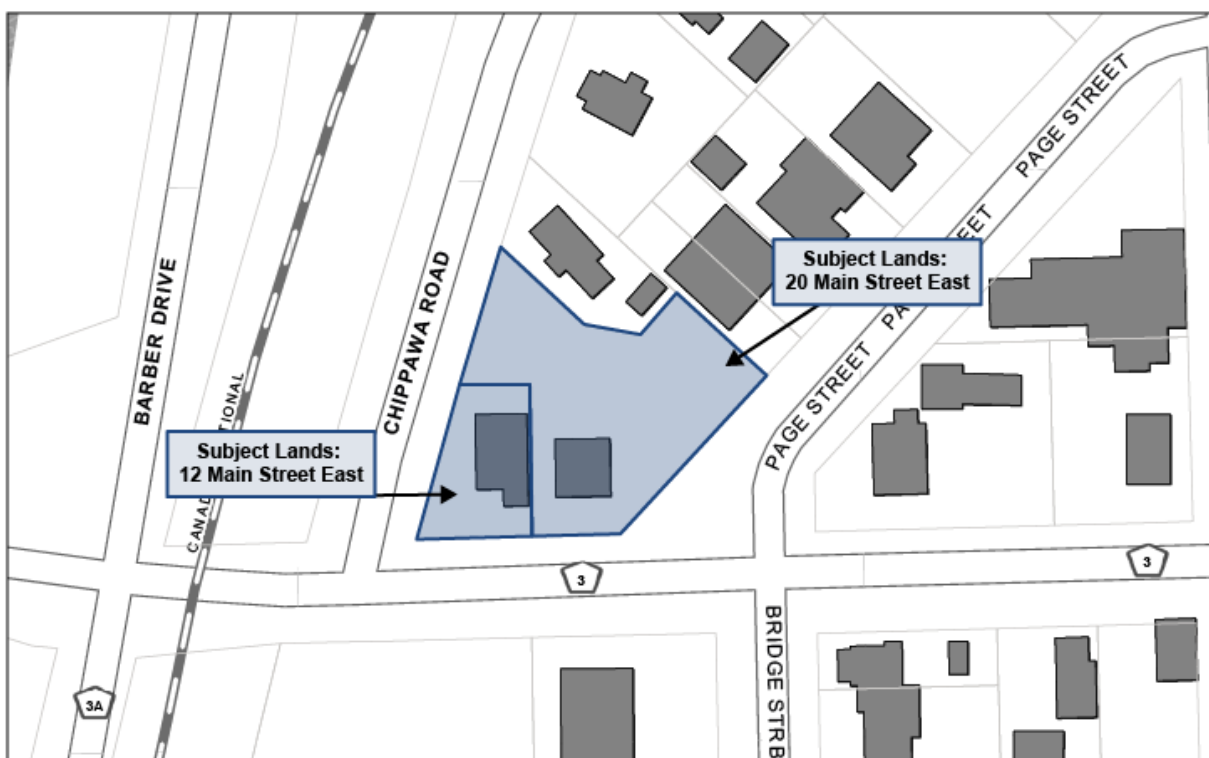 PAGE STREET
PAGE STREET
PAGE STREET
Subject Lands:
20 Main Street East
BARBER DRIVE
CHIPPAWA ROAD
Subject Lands:
12 Main Street East
3
3
3A